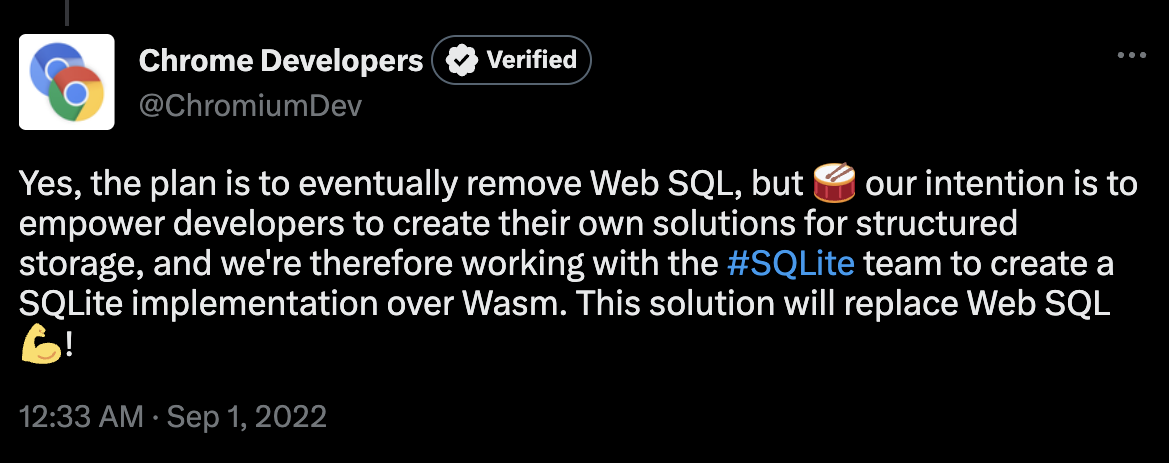 Chrome Developers Verified
@ChromiumDev
Yes, the plan is to eventually remove Web SQL, but 🥁 our intention is to
empower developers to create their own solutions for structured
storage, and we're therefore working with the #SQLite team to create a
SQLite implementation over Wasm. This solution will replace Web SQL
💪!
12:33 AM · Sep 1, 2022